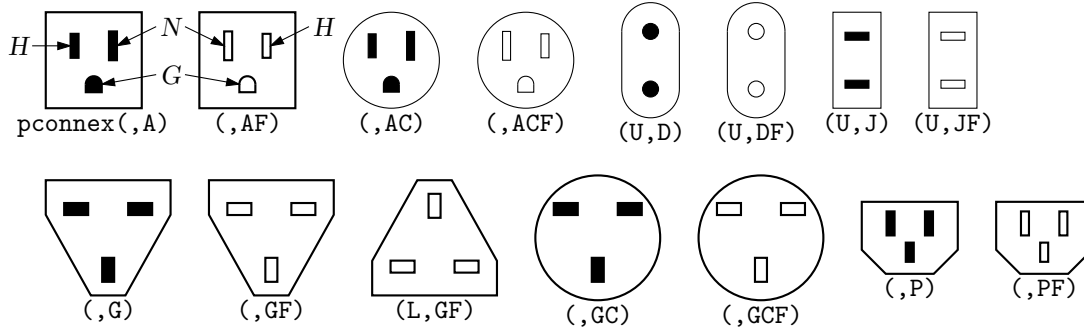 H N H
G
pconnex(,A) (,AF) (,AC) (,ACF) (U,D) (U,DF) (U,J) (U,JF)
(,G) (,GF) (L,GF) (,GC) (,GCF) (,P) (,PF)